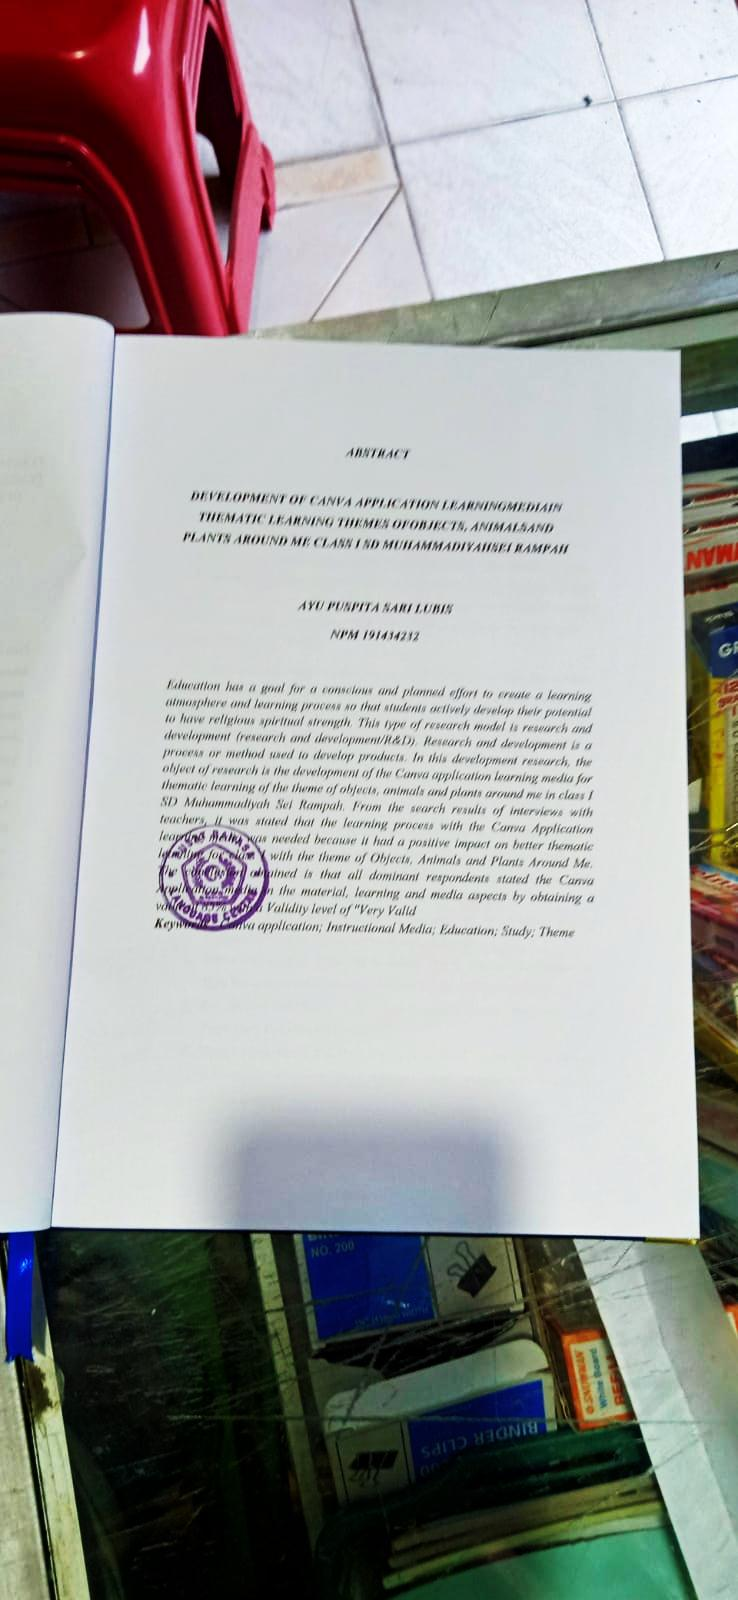 ABSTRACT
DEVELOPMENT OF CANVA APPLICATION LEARNINGMEDIAIN
THEMATIC LEARNING THEMES OFOBJECTS, ANIMALSAND
PLANTS AROUND ME CLASS I SD MUHAMMADIYAHSEI RAMPAH
AYU PUSPITA SARI LUBIS
NPM 191434232
Education has a goal for a conscious and planned effort to create a learning
atmosphere and learning process so that students actively develop their potential
to have religious spiritual strength. This type of research model is research and
development (research and development/R&D). Research and development is a
process or method used to develop products. In this development research, the
object of research is the development of the Canva application learning media for
thematic learning of the theme of objects, animals and plants around me in class I
SD Muhammadiyah Sei Rampah. From the search results of interviews with
teachers, it was stated that the learning process with the Canva Application
was needed because it had a positive impact on better thematic
with the theme of Objects, Animals and Plants Around Me.
is that all dominant respondents stated the Canva
the material, learning and media aspects by obtaining a
Validity level of "Very Valid
Keywords: Canva application; Instructional Media; Education; Study; Theme
LANGUAGE CENTER
NO. 200
BINDER CLIPS
SNOWMAN
White Board